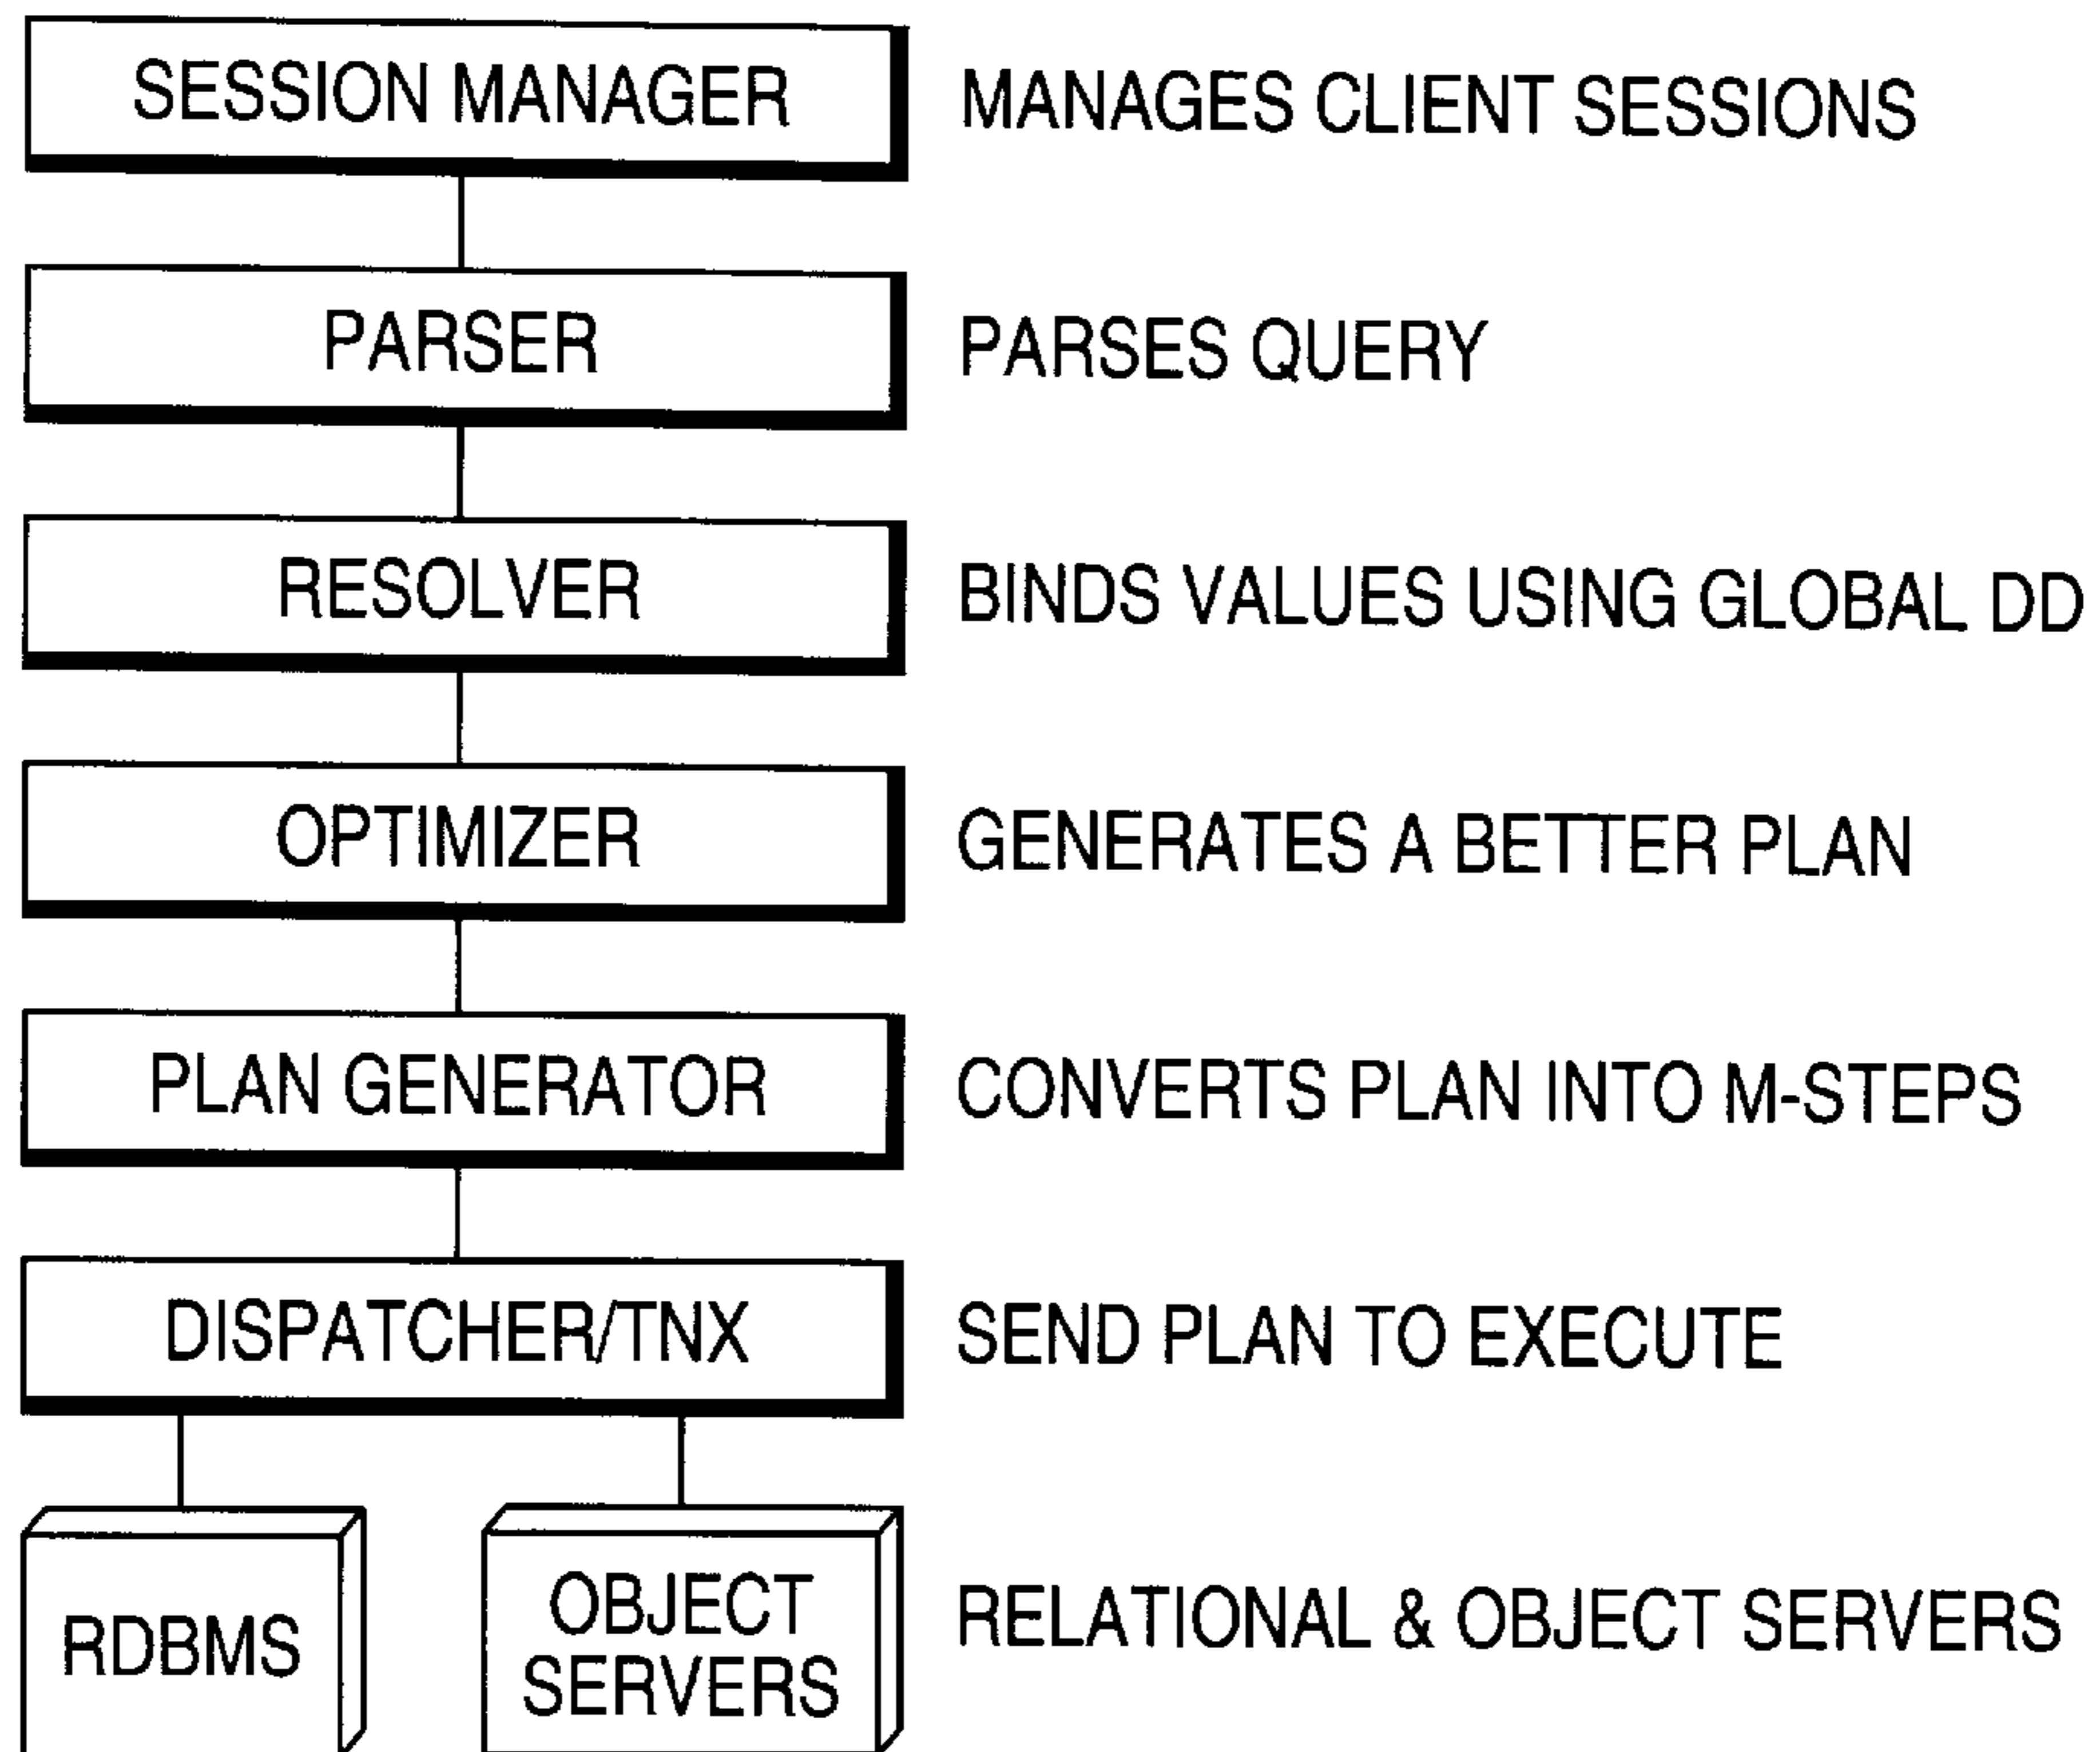 SESSION MANAGER
MANAGES CLIENT SESSIONS
PARSER
PARSES QUERY
RESOLVER
BINDS VALUES USING GLOBAL DD
OPTIMIZER
GENERATES A BETTER PLAN
PLAN GENERATOR
CONVERTS PLAN INTO M-STEPS
DISPATCHER/TNX
SEND PLAN TO EXECUTE
RDBMS
OBJECT
SERVERS
RELATIONAL & OBJECT SERVERS